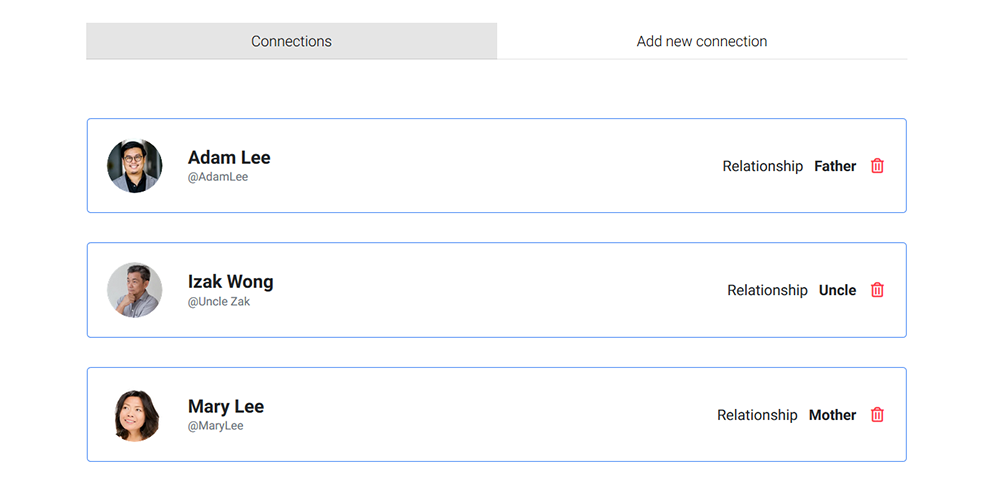 Connections
Add new connection
Adam Lee
@AdamLee
Relationship Father
Izak Wong
@Uncle Zak
Relationship Uncle
Mary Lee
@MaryLee
Relationship Mother